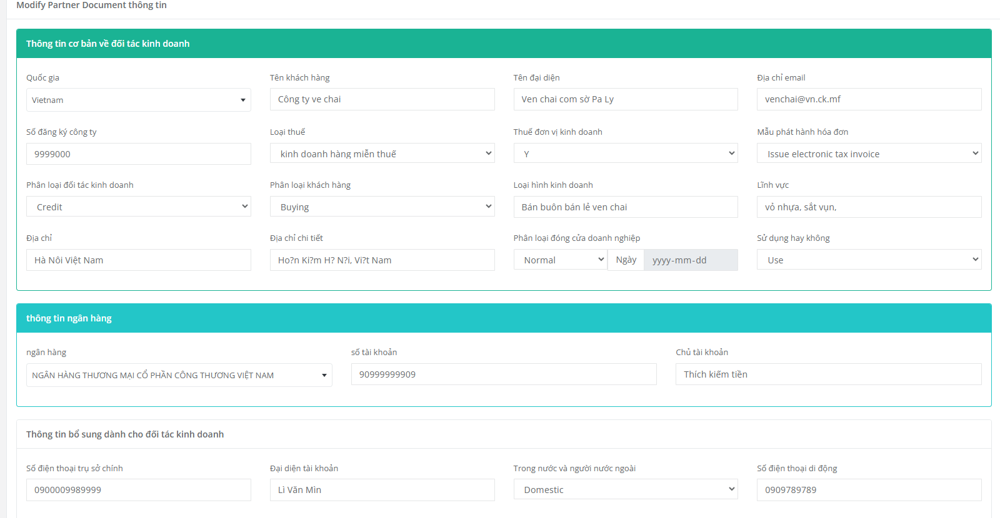 Modify Partner Document thông tin
Thông tin cơ bản về đối tác kinh doanh
Quốc gia
Tên khách hàng
Tên đại diện
Địa chỉ email
Vietnam
Công ty ve chai
Ven chai com sờ Pa Ly
venchai@vn.ck.mf
Số đăng ký công ty
Loại thuế
Thuế đơn vị kinh doanh
Mẫu phát hành hóa đơn
9999000
kinh doanh hàng miễn thuế
Y
Issue electronic tax invoice
Phân loại đối tác kinh doanh
Phân loại khách hàng
Loại hình kinh doanh
Lĩnh vực
Credit
Buying
Bán buôn bán lẻ ven chai
vỏ nhựa, sắt vụn,
Địa chỉ
Địa chỉ chi tiết
Phân loại đóng cửa doanh nghiệp
Sử dụng hay không
Hà Nôi Việt Nam
Ho?n Ki?m H? N?i, Vi?t Nam
Normal
Ngày
yyyy-mm-dd
Use
thông tin ngân hàng
ngân hàng
số tài khoản
Chủ tài khoản
NGÂN HÀNG THƯƠNG MẠI CỔ PHẦN CÔNG THƯƠNG VIỆT NAM
90999999909
Thích kiếm tiền
Thông tin bổ sung dành cho đối tác kinh doanh
Số điện thoại trụ sở chính
Đại diện tài khoản
Trong nước và người nước ngoài
Số điện thoại di động
0900009989999
Lì Văn Mìn
Domestic
0909789789